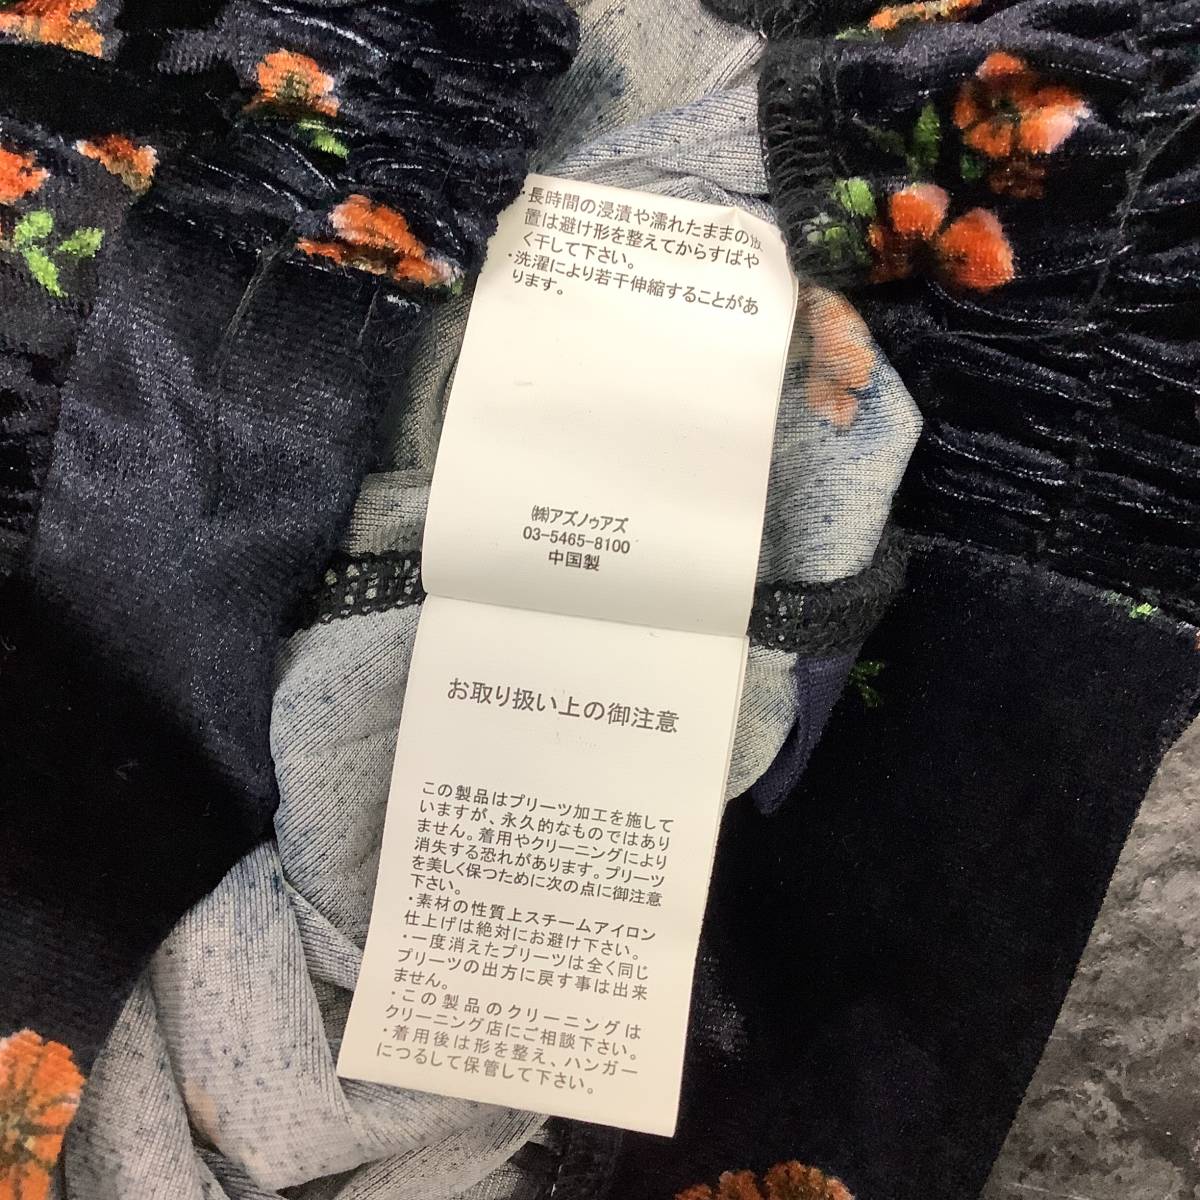 ・長時間の浸漬や濡れたままの放
置は避け形を整えてからすばや
く干して下さい。
・洗濯により若干伸縮することがあ
ります。
㈱アズノゥアズ
03-5465-8100
中国製
お取り扱い上の御注意
この製品はプリーツ加工を施して
いますが、永久的なものではあり
ません。着用やクリーニングにより
消失する恐れがあります。プリーツ
を美しく保つために次の点に御注意
下さい。
・素材の性質上スチームアイロン
仕上げは絶対にお避け下さい。
・一度消えたプリーツは全く同じ
プリーツの出方に戻す事は出来
ません。
・この製品のクリーニングは
クリーニング店にご相談下さい。
・着用後は形を整え、ハンガー
につるして保管して下さい。